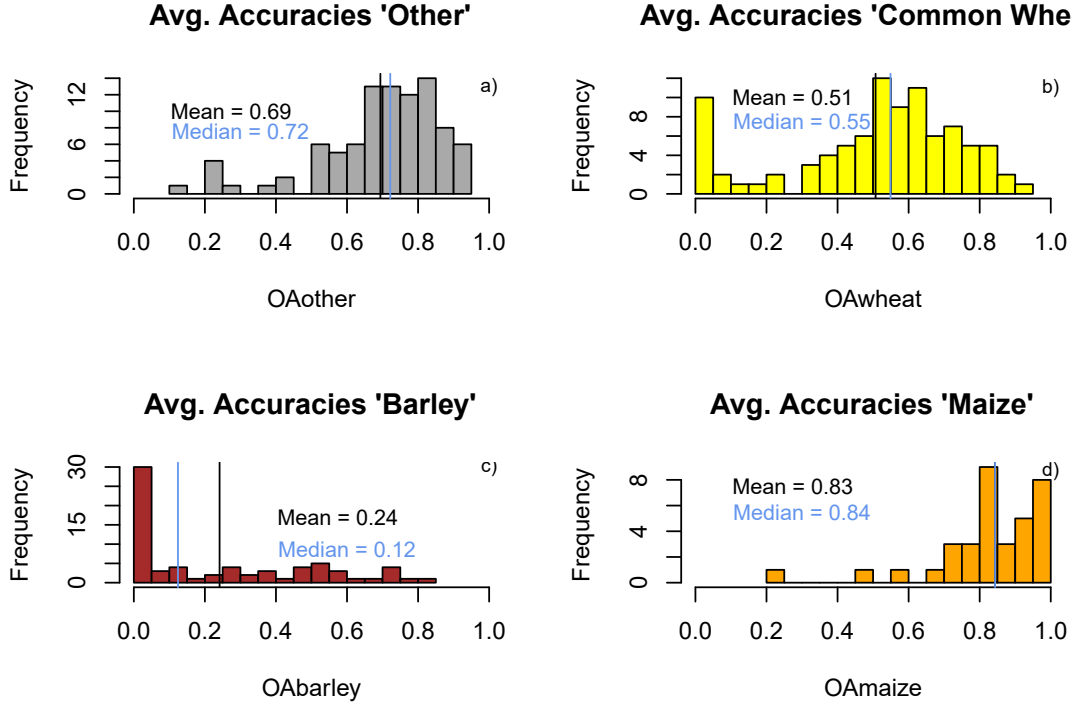 Avg. Accuracies 'Other'
a)
Mean = 0.69
Median = 0.72
Frequency
0 6 12
0.0 0.2 0.4 0.6 0.8 1.0
OAother
Avg. Accuracies 'Common Whe
b)
Mean = 0.51
Median = 0.55
Frequency
0 4 8
0.0 0.2 0.4 0.6 0.8 1.0
OAwheat
Avg. Accuracies 'Barley'
c)
Mean = 0.24
Median = 0.12
Frequency
0 15 30
0.0 0.2 0.4 0.6 0.8 1.0
OAbarley
Avg. Accuracies 'Maize'
d)
Mean = 0.83
Median = 0.84
Frequency
0 4 8
0.0 0.2 0.4 0.6 0.8 1.0
OAmaize